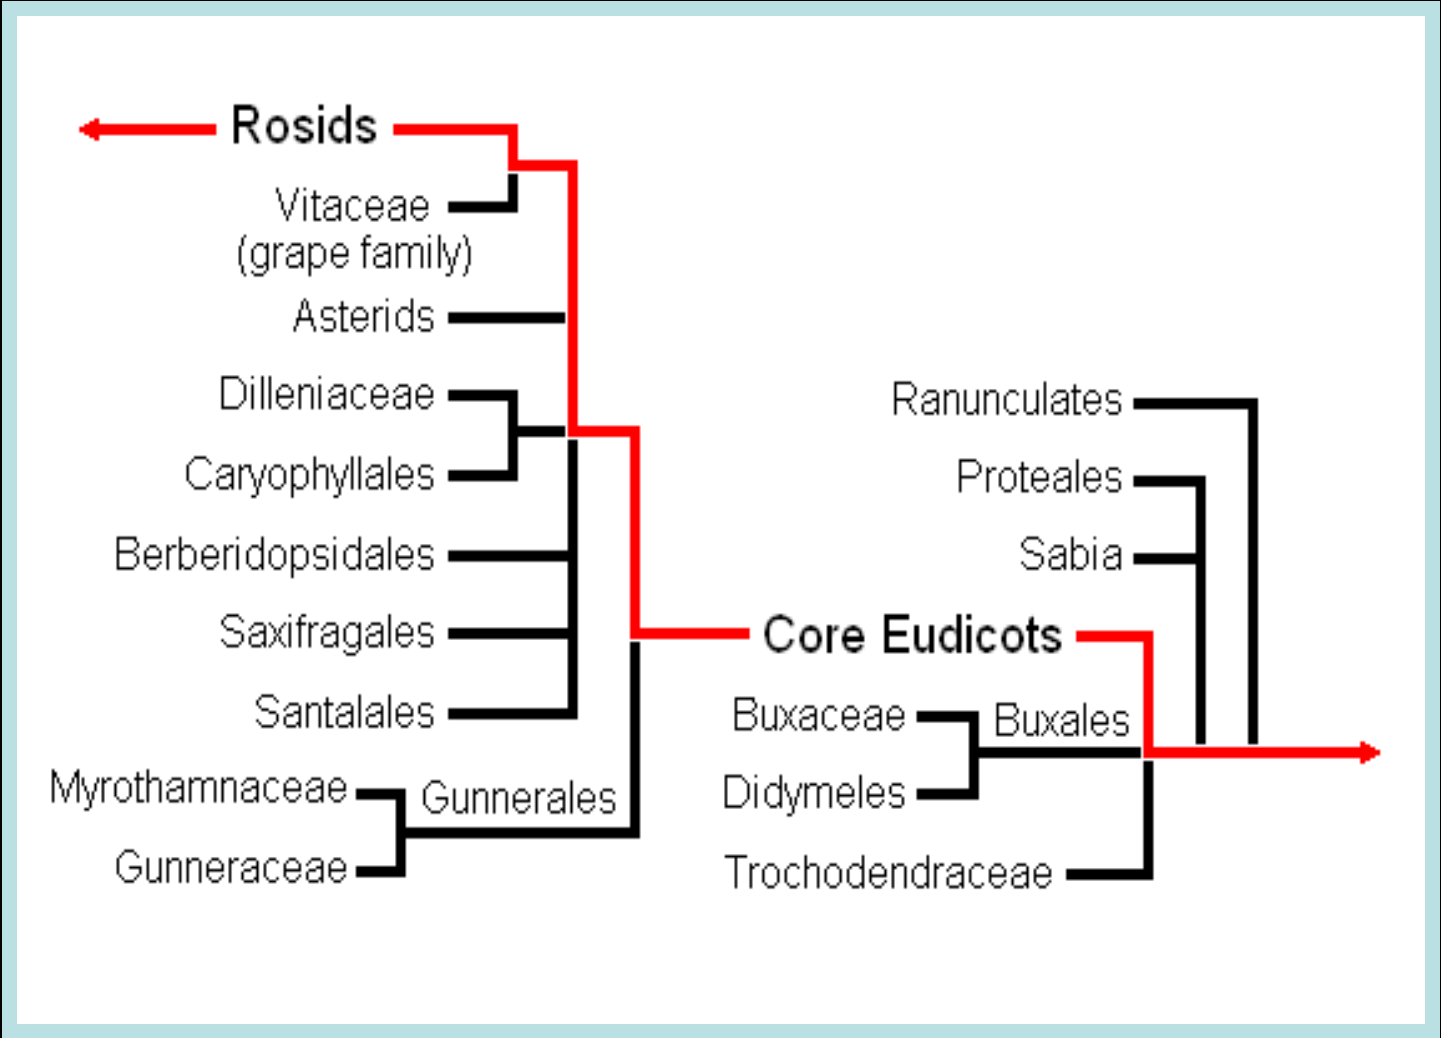 Rosids
Vitaceae
(grape family)
Asterids
Dilleniaceae
Caryophyllales
Berberidopsidales
Saxifragales
Santalales
Myrothamnaceae
Gunnerales
Gunneraceae
Ranunculates
Proteales
Sabia
Core Eudicots
Buxaceae
Buxales
Didymeles
Trochodendraceae